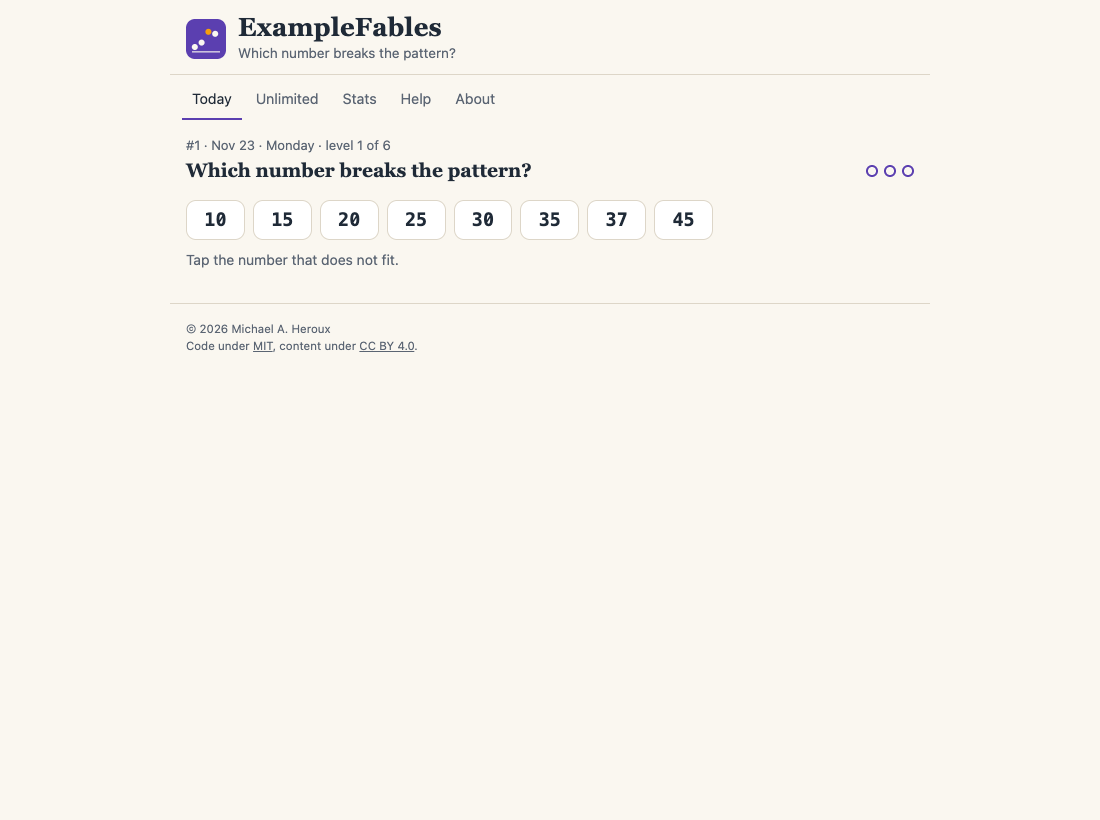 ExampleFables
Which number breaks the pattern?
Today Unlimited Stats Help About
#1 · Nov 23 · Monday · level 1 of 6
Which number breaks the pattern?
10 15 20 25 30 35 37 45
Tap the number that does not fit.
© 2026 Michael A. Heroux
Code under MIT, content under CC BY 4.0.